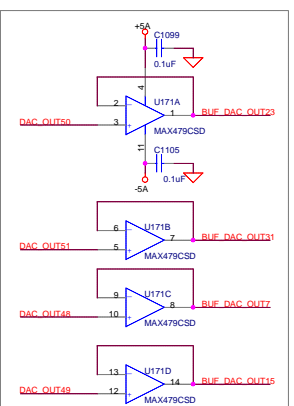 +5A
C1099
0.1uF
4
U171A
2
1
BUF_DAC_OUT23
DAC_OUT50
3
MAX479CSD
11
C1105
0.1uF
-5A
U171B
6
7
BUF_DAC_OUT31
DAC_OUT51
5
MAX479CSD
U171C
9
8
BUF_DAC_OUT7
DAC_OUT48
10
MAX479CSD
U171D
13
14
BUF_DAC_OUT15
DAC_OUT49
12
MAX479CSD